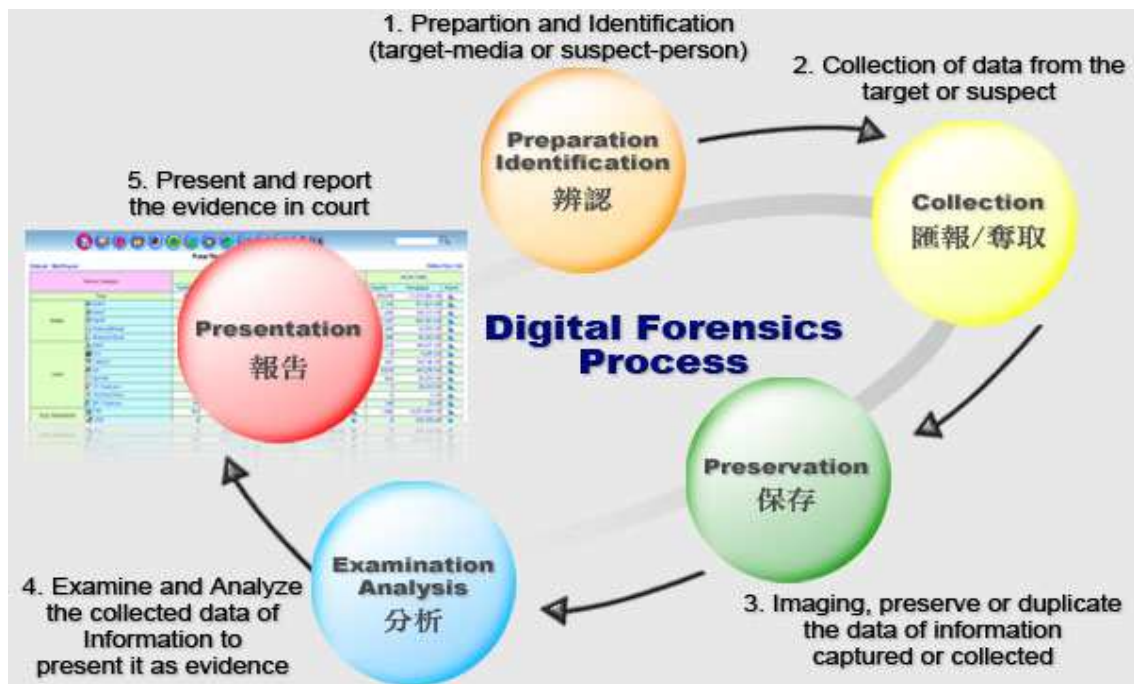 1. Prepartion and Identification
(target-media or suspect-person)
Preparation
Identification
辨認
2. Collection of data from the
target or suspect
Collection
匯報/奪取
5. Present and report
the evidence in court
Presentation
報告
Digital Forensics
Process
Preservation
保存
Examination
Analysis
分析
4. Examine and Analyze
the collected data of
Information to
present it as evidence
3. Imaging, preserve or duplicate
the data of information
captured or collected